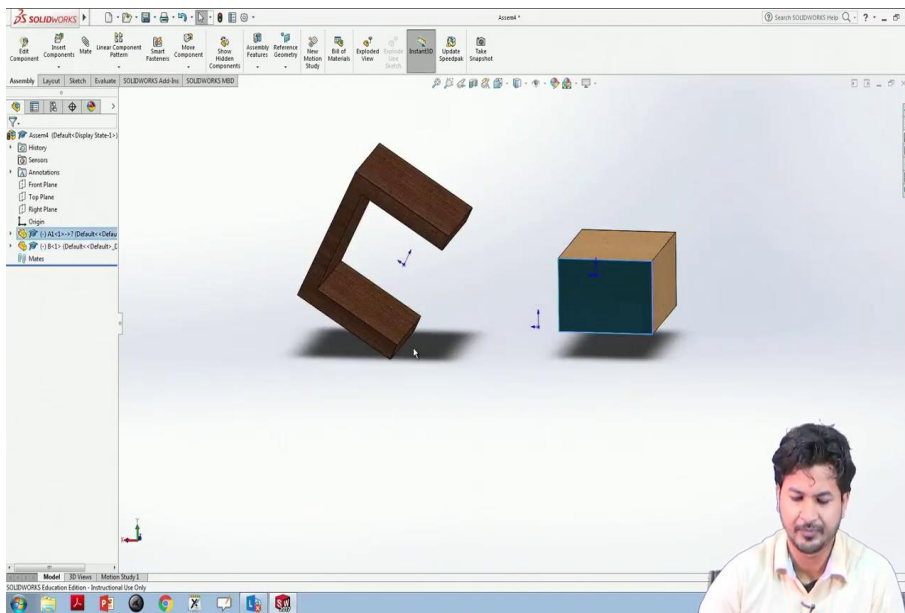 SOLIDWORKS
Assem4 *
Search SOLIDWORKS Help
Edit Component
Insert Components
Mate
Linear Component Pattern
Smart Fasteners
Move Component
Show Hidden Components
Assembly Features
Reference Geometry
New Motion Study
Bill of Materials
Exploded View
Explode Line Sketch
Instant3D
Update Speedpak
Take Snapshot
Assembly Layout Sketch Evaluate SOLIDWORKS Add-Ins SOLIDWORKS MBD
Assem4 (Default<Display State-1>)
History
Sensors
Annotations
Front Plane
Top Plane
Right Plane
Origin
(-) A1<1>->? (Default<<Defau
(-) B<1> (Default<<Default>_D
Mates
Model 3D Views Motion Study 1
SOLIDWORKS Education Edition - Instructional Use Only